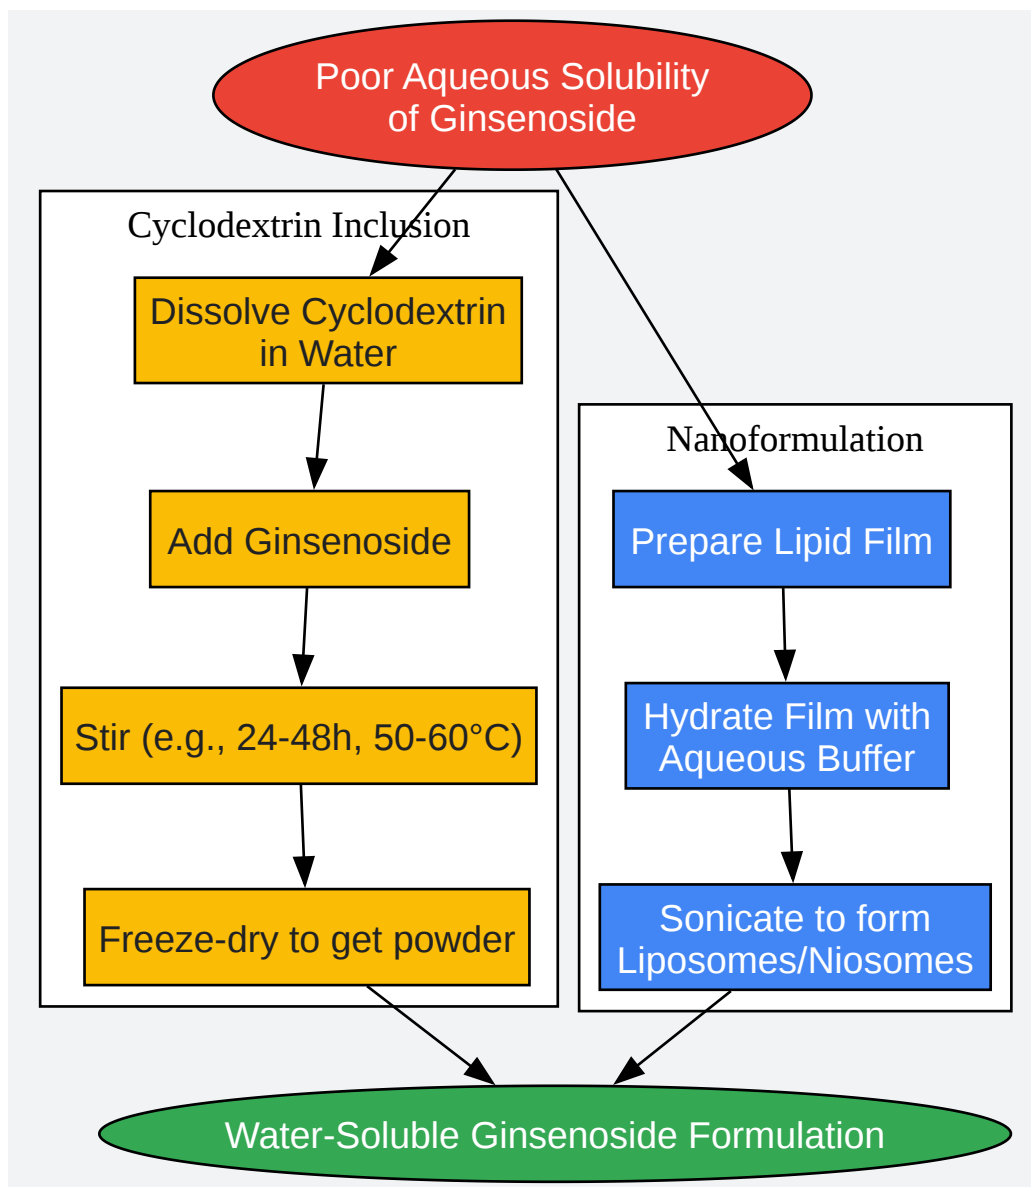 Poor Aqueous Solubility
of Ginsenoside
Cyclodextrin Inclusion
Dissolve Cyclodextrin
in Water
Add Ginsenoside
Stir (e.g., 24-48h, 50-60°C)
Freeze-dry to get powder
Nanoformulation
Prepare Lipid Film
Hydrate Film with
Aqueous Buffer
Sonicate to form
Liposomes/Niosomes
Water-Soluble Ginsenoside Formulation